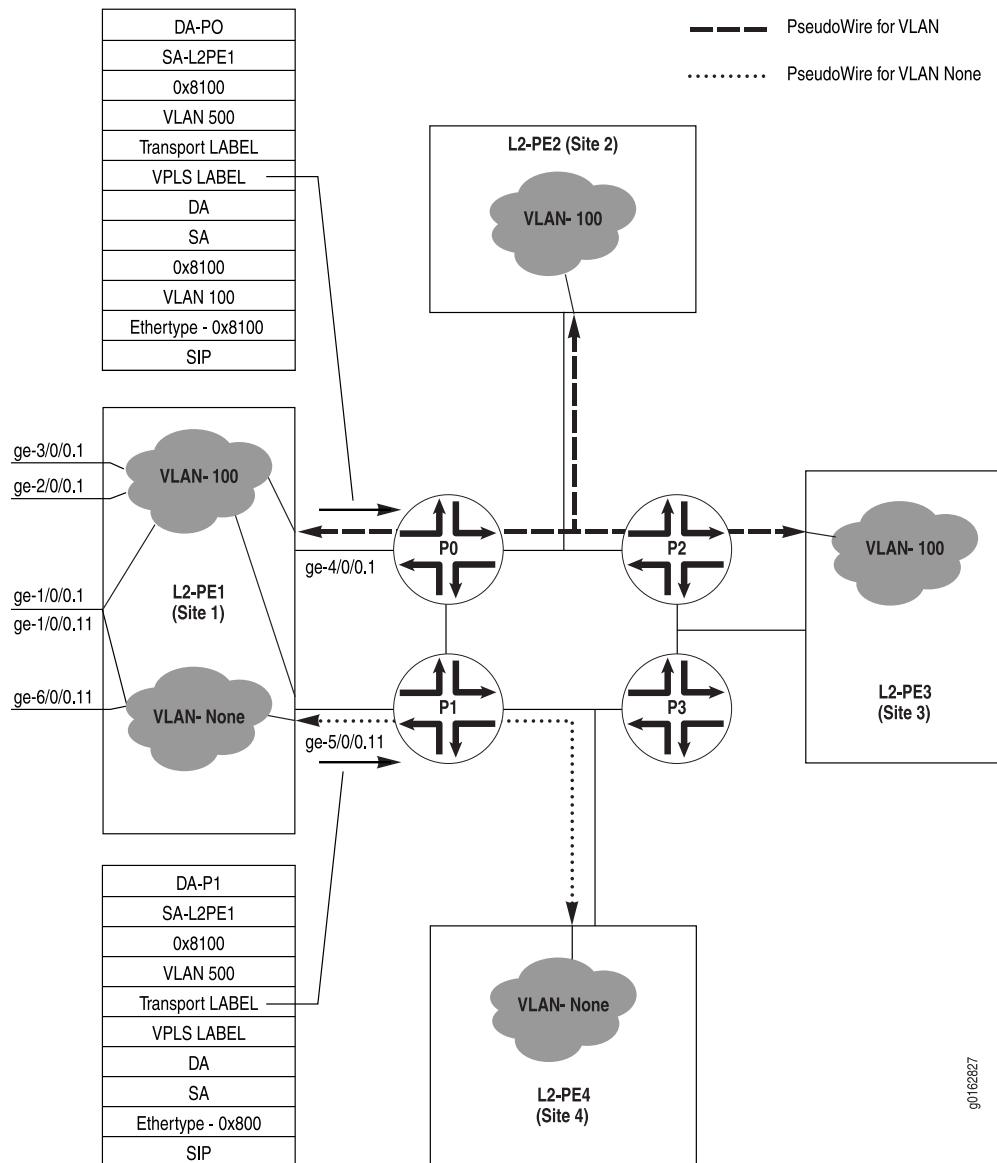 DA-PO
SA-L2PE1
0x8100
VLAN 500
Transport LABEL
VPLS LABEL
DA
SA
0x8100
VLAN 100
Ethertype - 0x8100
SIP
PseudoWire for VLAN
PseudoWire for VLAN None
L2-PE2 (Site 2)
VLAN- 100
ge-3/0/0.1
ge-2/0/0.1
VLAN- 100
ge-1/0/0.1
ge-1/0/0.11
L2-PE1
(Site 1)
ge-6/0/0.11
VLAN- None
ge-4/0/0.1
P0
P2
ge-5/0/0.11
P1
P3
VLAN- 100
L2-PE3
(Site 3)
DA-P1
SA-L2PE1
0x8100
VLAN 500
Transport LABEL
VPLS LABEL
DA
SA
Ethertype - 0x800
SIP
VLAN- None
L2-PE4
(Site 4)
g0162827